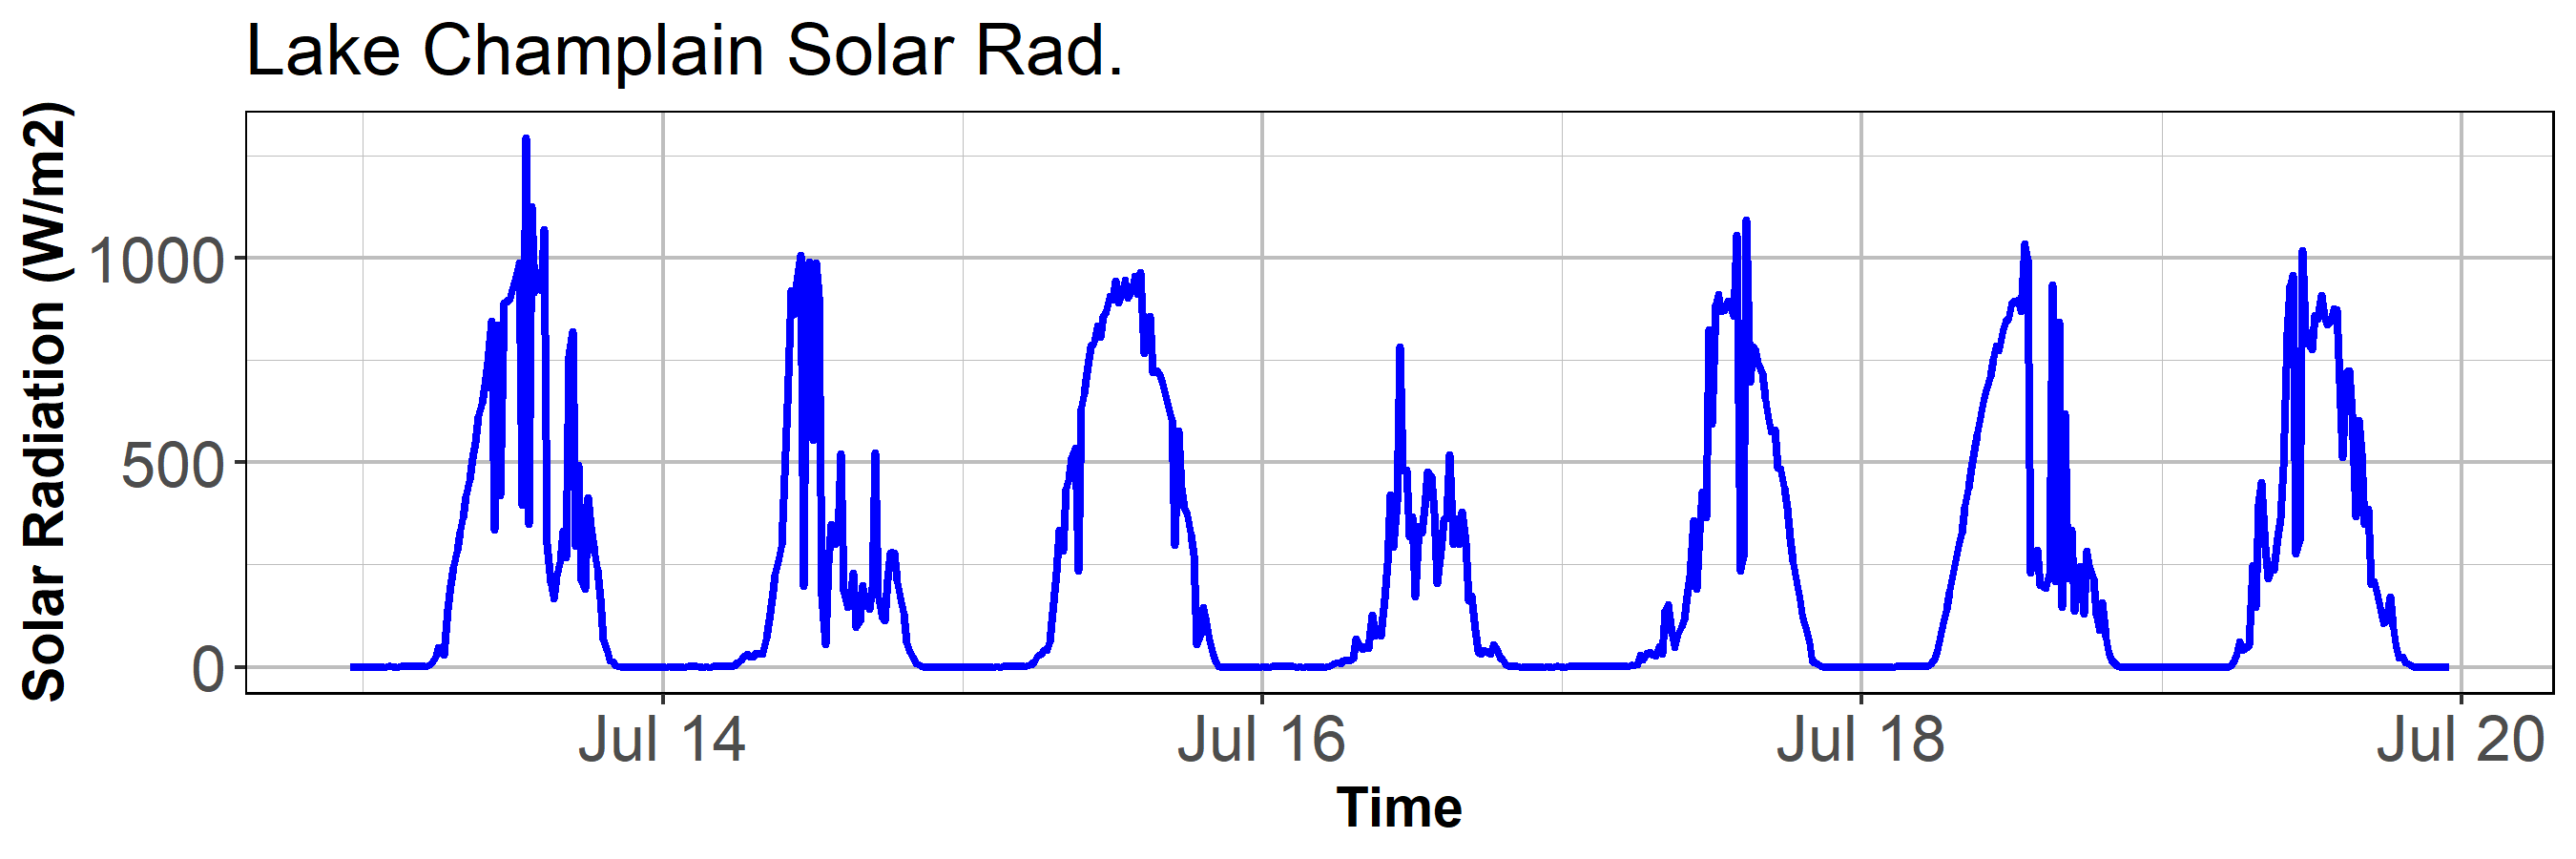 Lake Champlain Solar Rad.
Solar Radiation (W/m2)
1000
500
0
Jul 14 Jul 16 Jul 18 Jul 20
Time